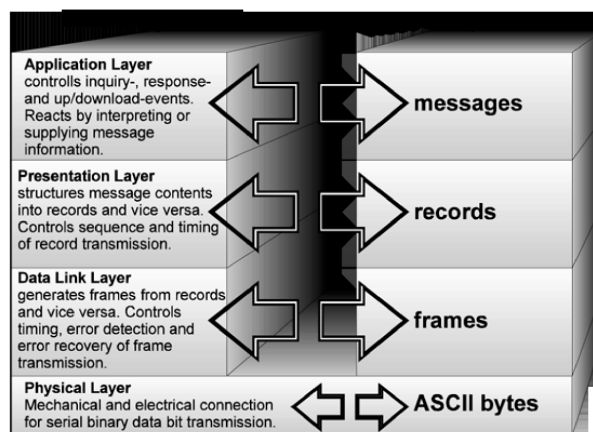 Application Layer
controlls inquiry-, response-
and up/download-events.
Reacts by interpreting or
supplying message
information.
messages
Presentation Layer
structures message contents
into records and vice versa.
Controls sequence and timing
of record transmission.
records
Data Link Layer
generates frames from records
and vice versa. Controls
timing, error detection and
error recovery of frame
transmission.
frames
Physical Layer
Mechanical and electrical connection
for serial binary data bit transmission.
ASCII bytes